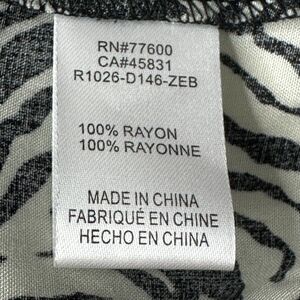 RN#77600
CA#45831
R1026-D146-ZEB
100% RAYON
100% RAYONNE
MADE IN CHINA
FABRIQUÉ EN CHINE
HECHO EN CHINA